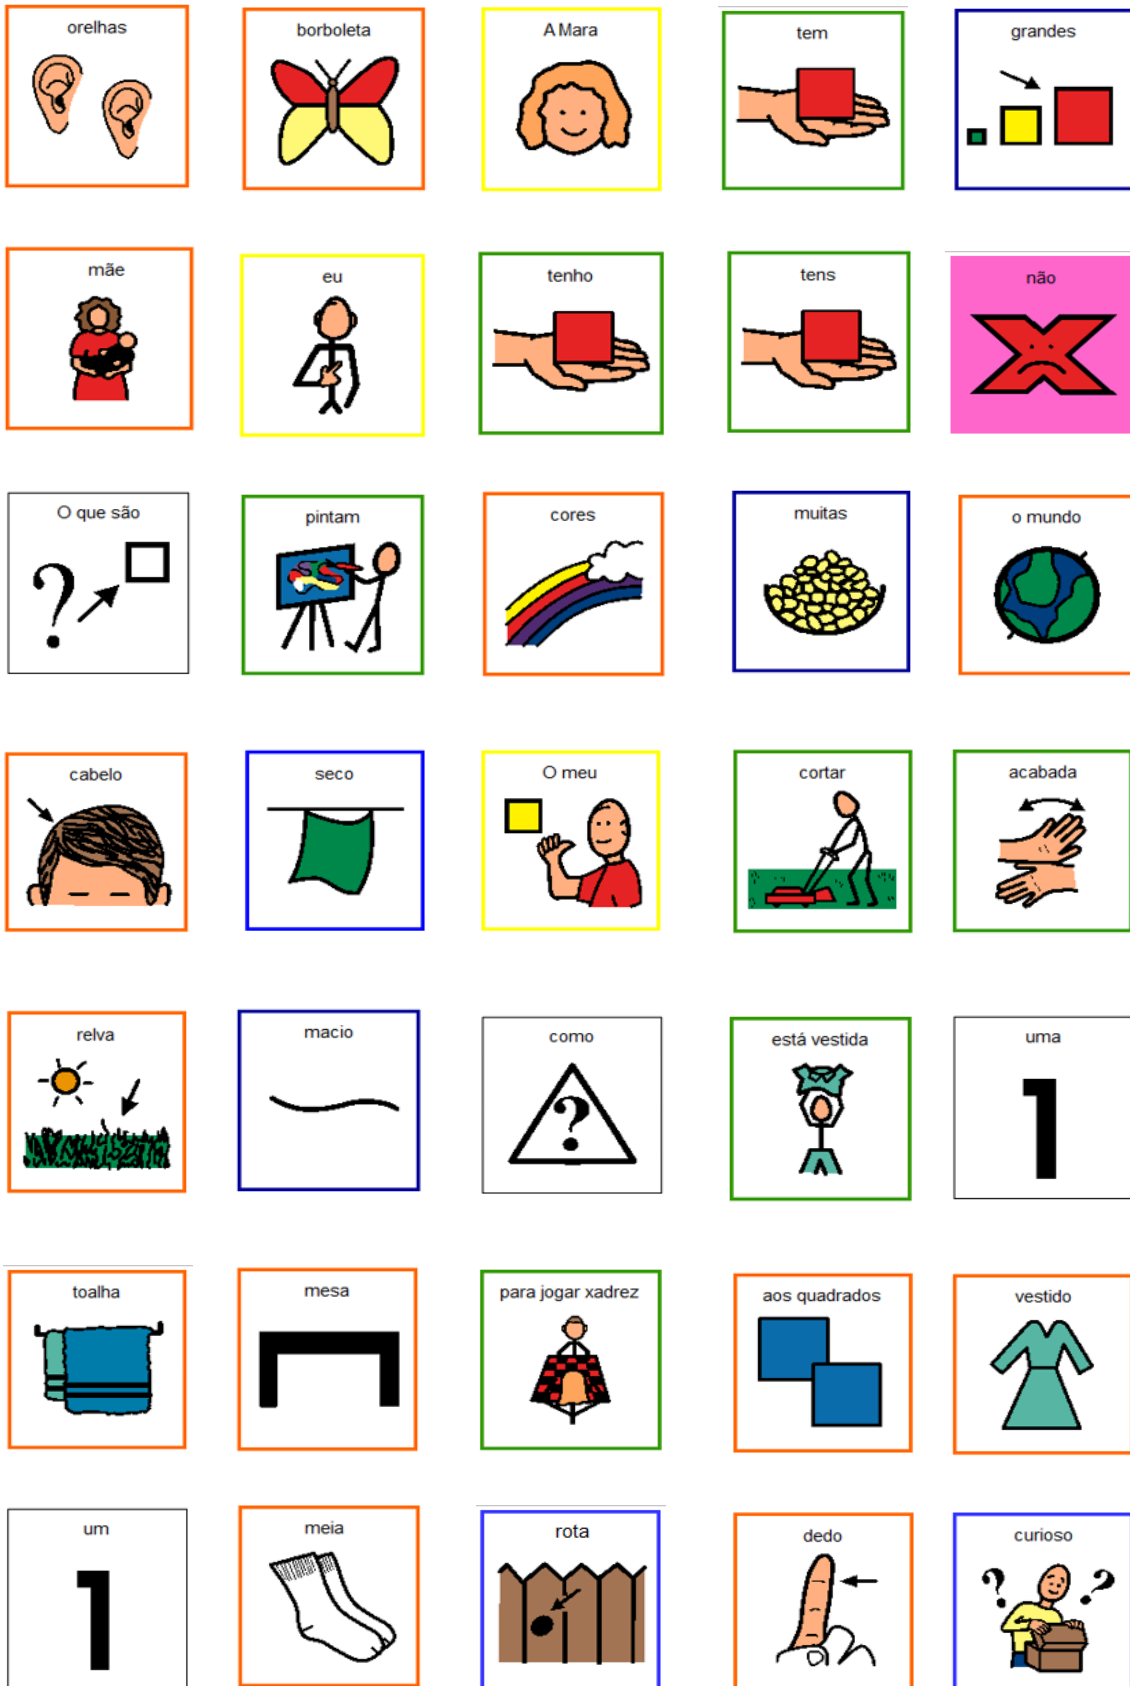 orelhas
borboleta
A Mara
tem
grandes
mãe
eu
tenho
tens
não
O que são
pintam
cores
muitas
o mundo
cabelo
seco
O meu
cortar
acabada
relva
macio
como
está vestida
uma
1
toalha
mesa
para jogar xadrez
aos quadrados
vestido
um
1
meia
rota
dedo
curioso